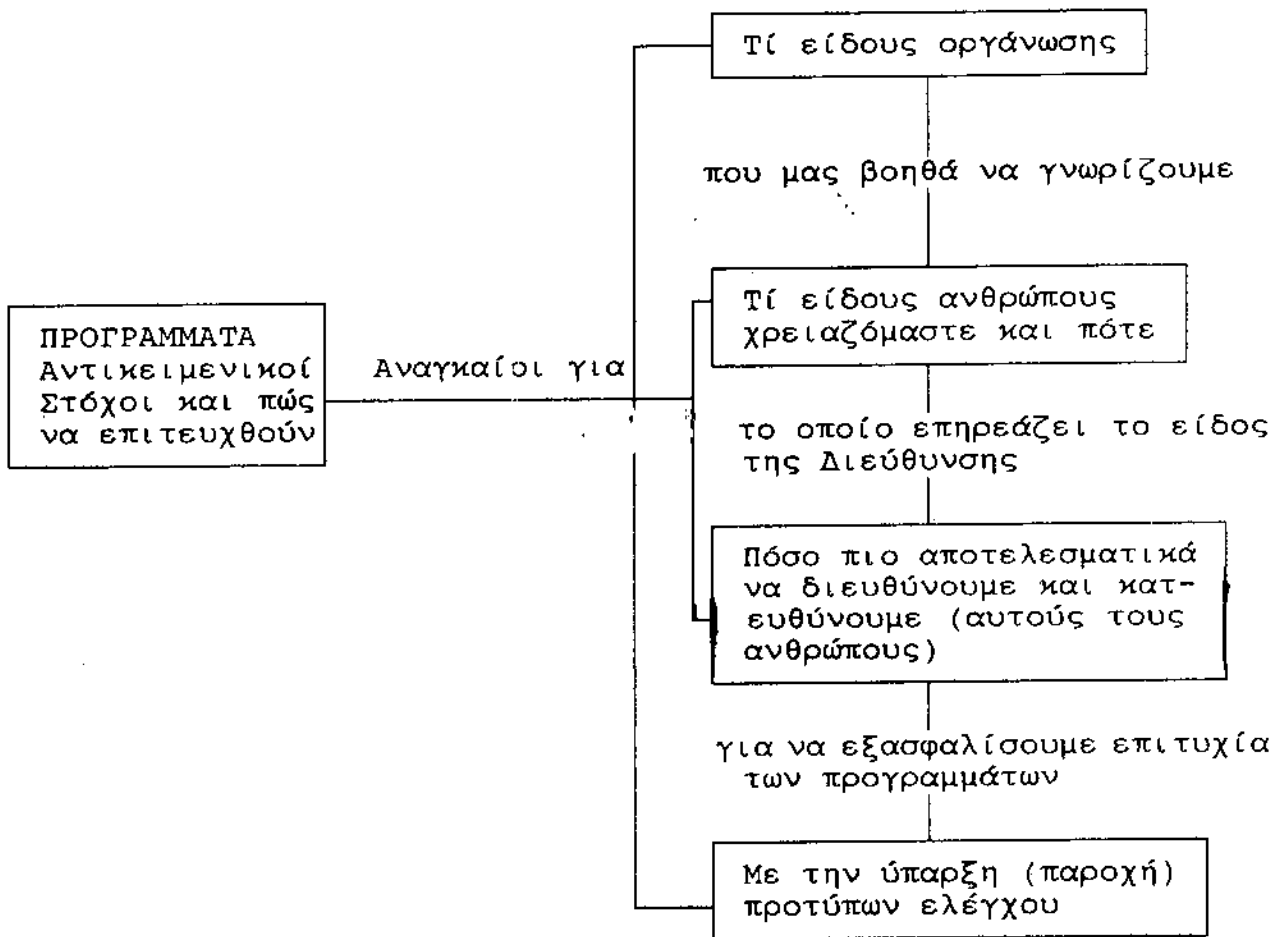 Τί είδους οργάνωσης
που μας βοηθά να γνωρίζουμε
Τί είδους ανθρώπους
χρειαζόμαστε και πότε
ΠΡΟΓΡΑΜΜΑΤΑ
Αντικειμενικοί
Στόχοι και πώς
να επιτευχθούν
Αναγκαίοι για
το οποίο επηρεάζει το είδος
της Διεύθυνσης
Πόσο πιο αποτελεσματικά
να διευθύνουμε και κατ-
ευθύνουμε (αυτούς τους
ανθρώπους)
για να εξασφαλίσουμε επιτυχία
των προγραμμάτων
Με την ύπαρξη (παροχή)
προτύπων ελέγχου